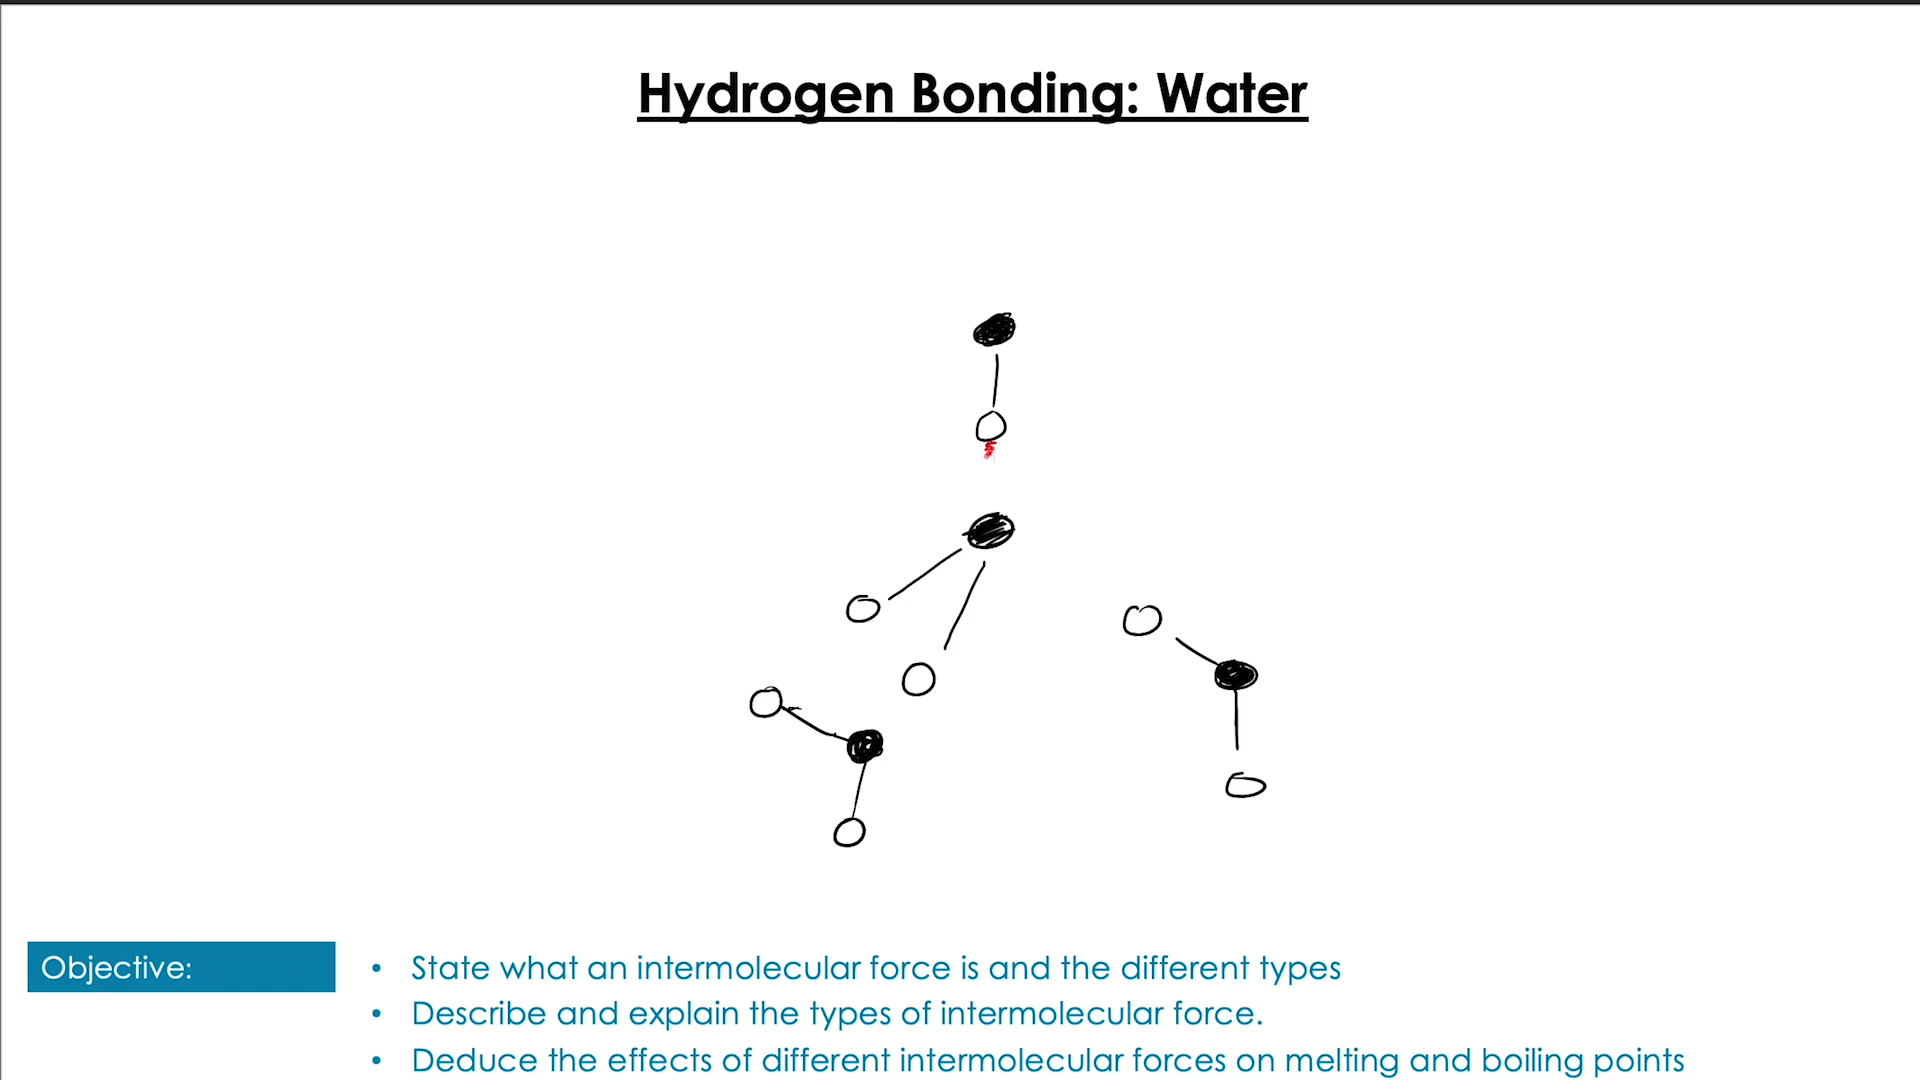 Hydrogen Bonding: Water
Objective:
• State what an intermolecular force is and the different types
• Describe and explain the types of intermolecular force.
• Deduce the effects of different intermolecular forces on melting and boiling points